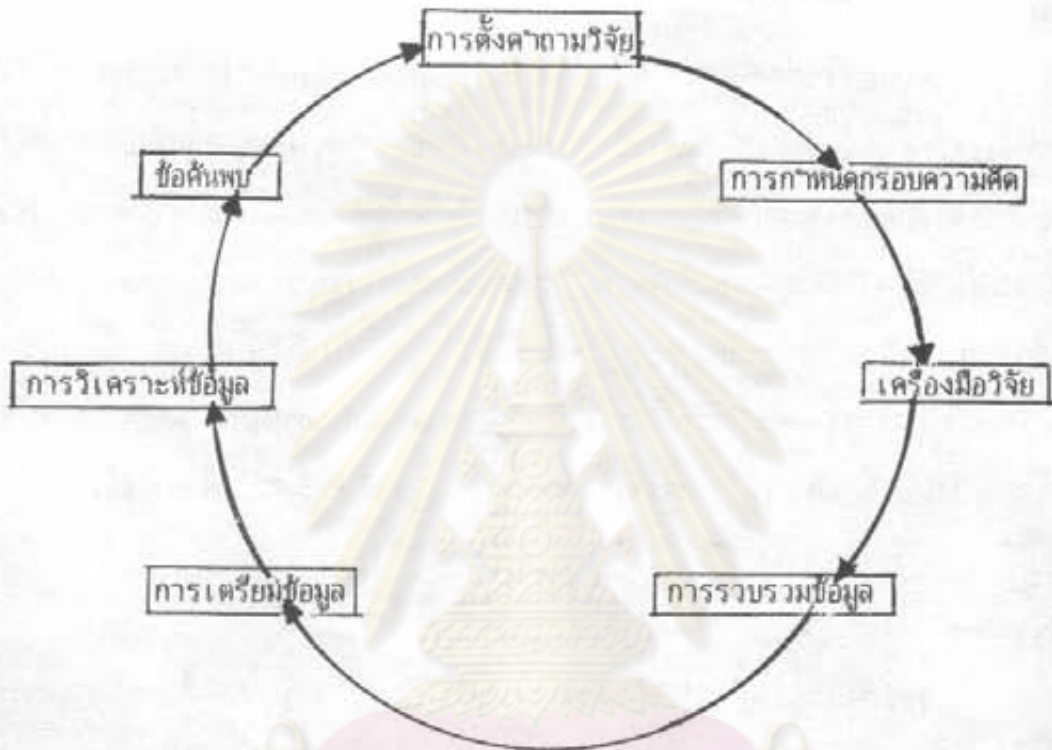 การตั้งคำถามวิจัย
การกำหนดกรอบความคิด
เครื่องมือวิจัย
การรวบรวมข้อมูล
การเตรียมข้อมูล
การวิเคราะห์ข้อมูล
ข้อค้นพบ